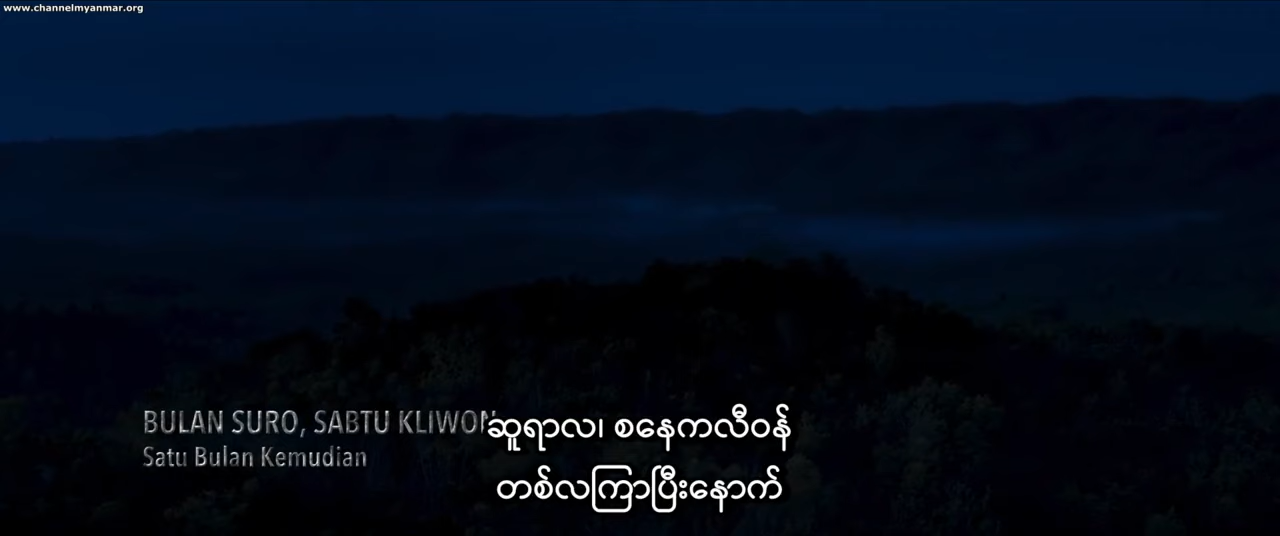 www.channelmyanmar.org
BULAN SURO, SABTU KLIWON
ဆူရာလ၊ စနေကလီဝန်
Satu Bulan Kemudian
တစ်လကြာပြီးနောက်